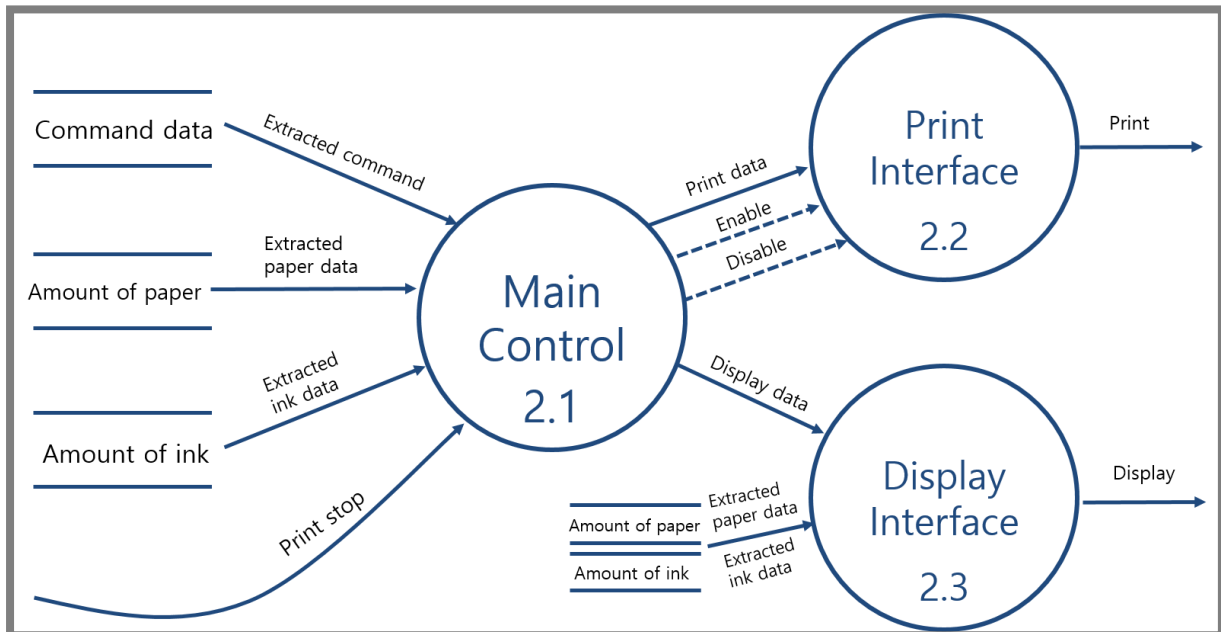 Command data
Extracted command
Amount of paper
Extracted
paper data
Amount of ink
Extracted
ink data
Print stop
Main
Control
2.1
Print data
Enable
Disable
Print
Interface
2.2
Print
Display data
Amount of paper
Amount of ink
Extracted
paper data
Extracted
ink data
Display
Interface
2.3
Display